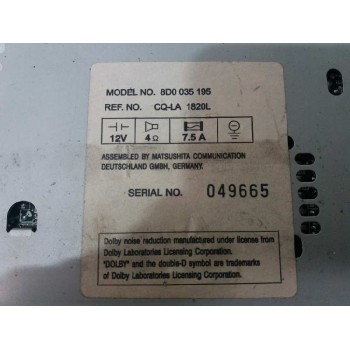 MODEL NO. 8D0 035 195
REF. NO. CQ-LA 1820L
12V 4Ω 7.5 A
ASSEMBLED BY MATSUSHITA COMMUNICATION
DEUTSCHLAND GMBH, GERMANY.
SERIAL NO. 049665
Dolby noise reduction manufactured under license from
Dolby Laboratories Licensing Corporation.
"DOLBY" and the double-D symbol are trademarks
of Dolby Laboratories Licensing Corporation.